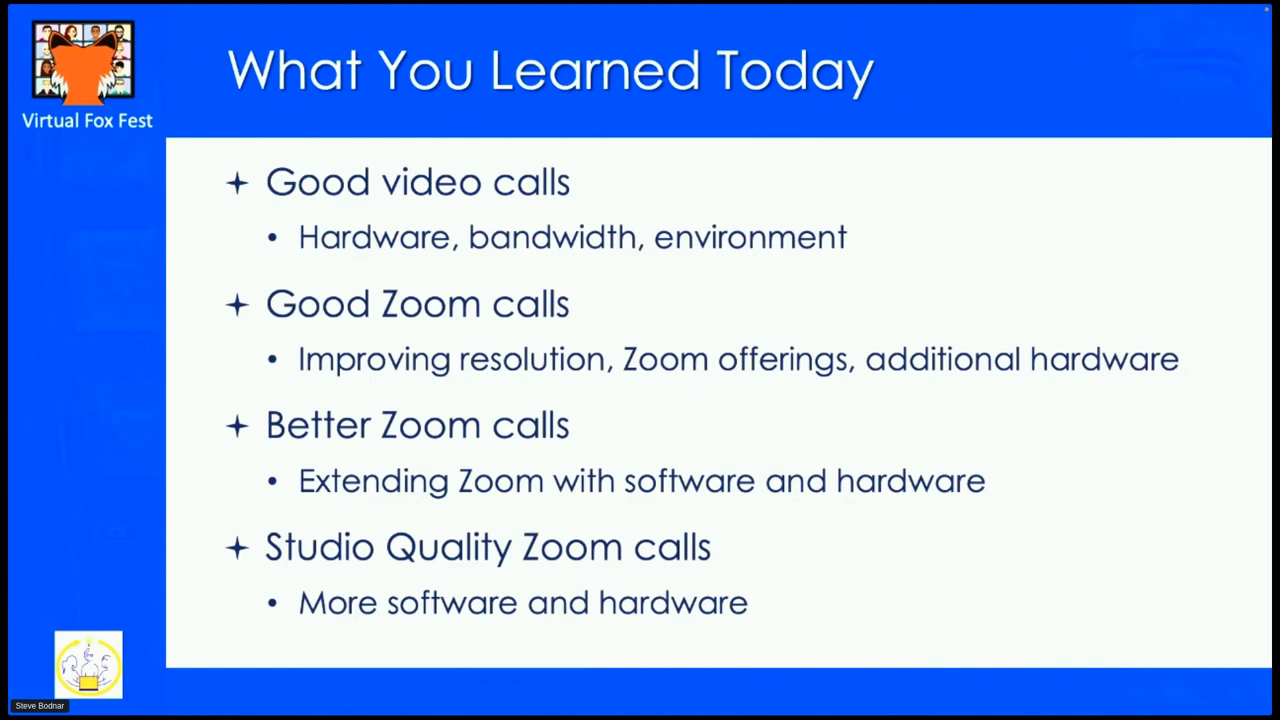 What You Learned Today
Virtual Fox Fest
Good video calls
Hardware, bandwidth, environment
Good Zoom calls
Improving resolution, Zoom offerings, additional hardware
Better Zoom calls
Extending Zoom with software and hardware
Studio Quality Zoom calls
More software and hardware
Steve Bodnar